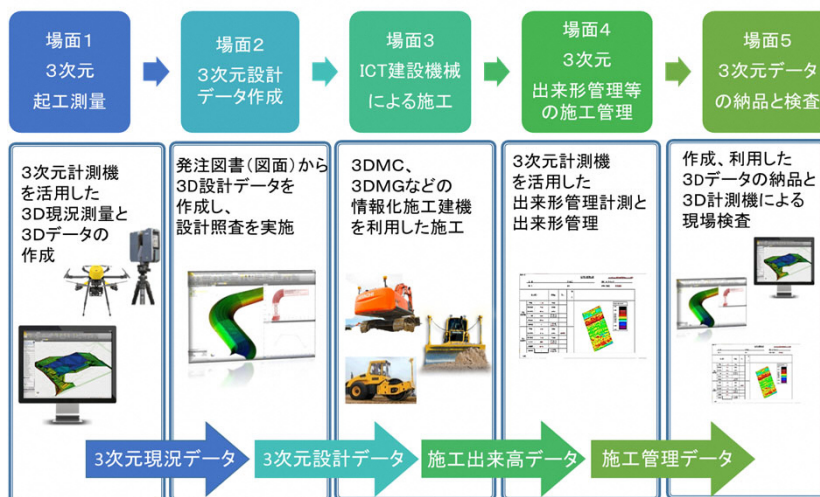 場面1
3次元
起工測量
場面2
3次元設計
データ作成
場面3
ICT建設機械
による施工
場面4
3次元
出来形管理等
の施工管理
場面5
3次元データ
の納品と検査
3次元計測機
を活用した
3D現況測量と
3Dデータの
作成
発注図書(図面)から
3D設計データを
作成し、
設計照査を実施
3DMC、
3DMGなどの
情報化施工建機
を利用した施工
3次元計測機
を活用した
出来形管理計測と
出来形管理
作成、利用した
3Dデータの納品と
3D計測機による
現場検査
3次元現況データ
3次元設計データ
施工出来高データ
施工管理データ